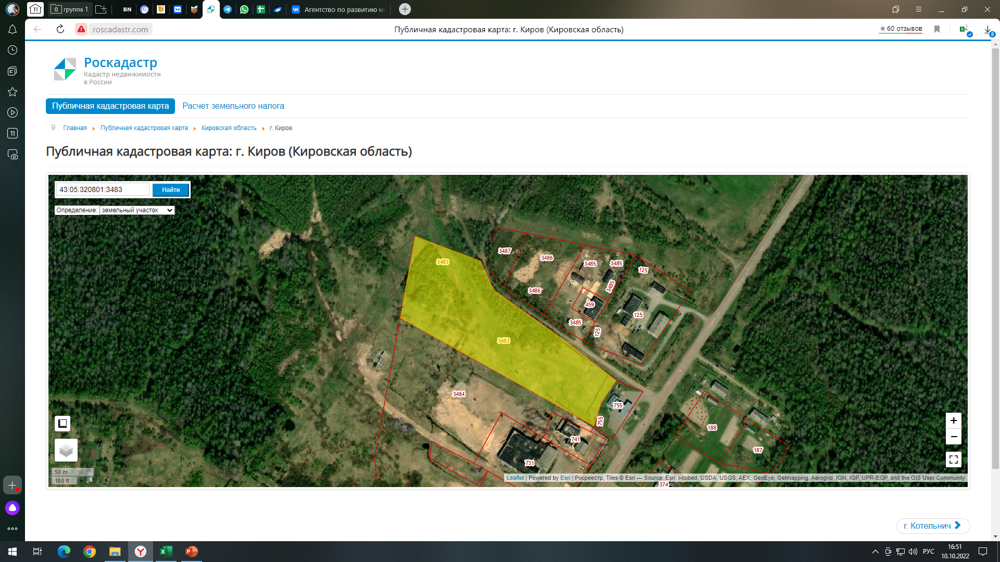 11
0
группа 1
BN
Агентство по развитию мо
roscadastr.com
Публичная кадастровая карта: г. Киров (Кировская область)
★60 отзывов
8
11
Роскадастр
Кадастр недвижимости
в России
Публичная кадастровая карта
Расчет земельного налога
Главная
Публичная кадастровая карта
Кировская область
г. Киров
Публичная кадастровая карта: г. Киров (Кировская область)
43:05:320801:3483
Найти
Определение:
земельный участок
3487
3486
3485
3485
125
3483
3485
3486
459
125
3485
125
3483
3484
755
755
188
741
187
731
374
+
−
50 m
100 ft
Leaflet | Powered by Esri | Росреестр, Tiles © Esri — Source: Esri, i-cubed, USDA, USGS, AEX, GeoEye, Getmapping, Aerogrid, IGN, IGP, UPR-EGP, and the GIS User Community
г. Котельнич
РУС
16:51
10.10.2022